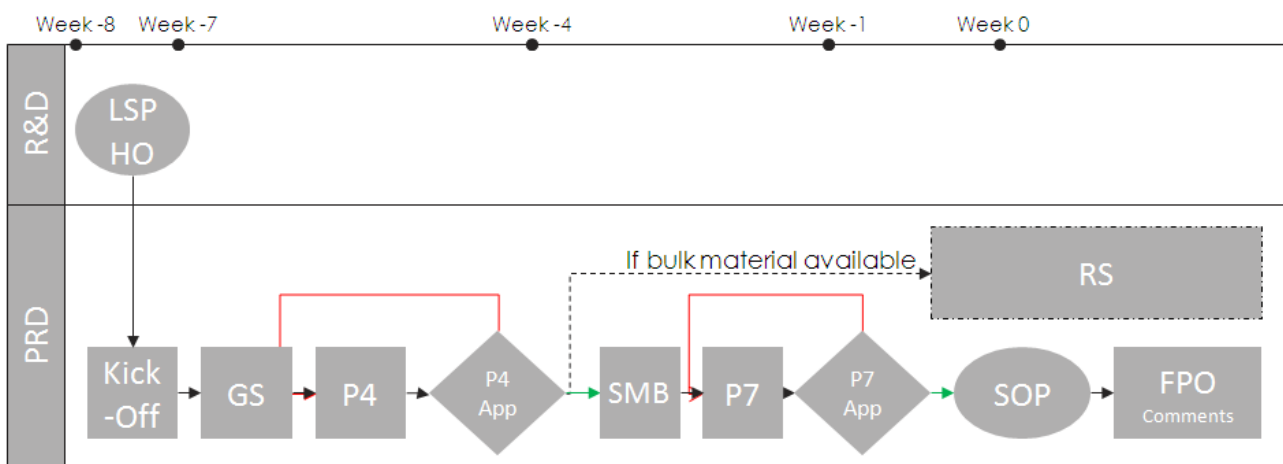 Week -8
Week -7
Week -4
Week -1
Week 0
R&D
LSP
HO
PRD
If bulk material available
RS
Kick
-Off
GS
P4
P4
App
SMB
P7
P7
App
SOP
FPO
Comments